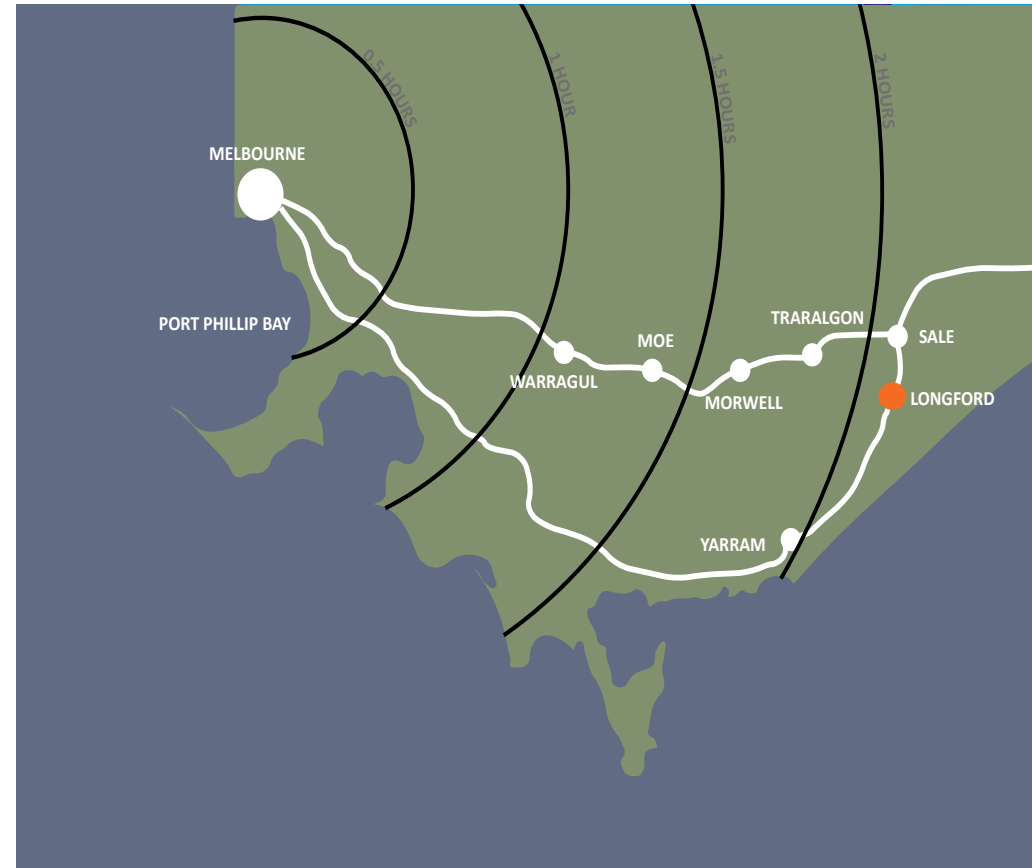 0.5 HOURS
1 HOUR
1.5 HOURS
2 HOURS
MELBOURNE
PORT PHILLIP BAY
TRARALGON
MOE
SALE
WARRAGUL
MORWELL
LONGFORD
YARRAM